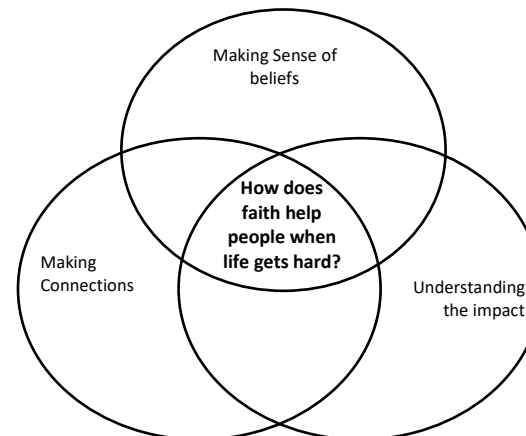 Making Sense of
beliefs
How does
faith help
people when
life gets hard?
Making
Connections
Understanding
the impact